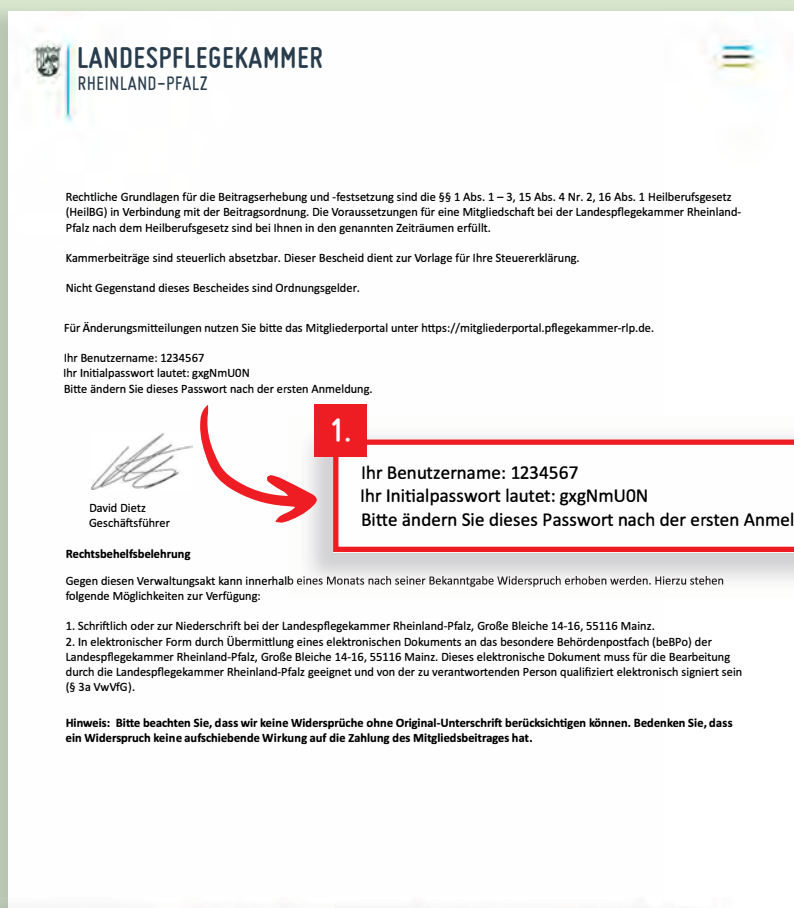 LANDESPFLEGEKAMMER
RHEINLAND-PFALZ
Rechtliche Grundlagen für die Beitragserhebung und -festsetzung sind die §§ 1 Abs. 1 – 3, 15 Abs. 4 Nr. 2, 16 Abs. 1 Heilberufsgesetz
(HeilBG) in Verbindung mit der Beitragsordnung. Die Voraussetzungen für eine Mitgliedschaft bei der Landespflegekammer Rheinland-
Pfalz nach dem Heilberufsgesetz sind bei Ihnen in den genannten Zeiträumen erfüllt.
Kammerbeiträge sind steuerlich absetzbar. Dieser Bescheid dient zur Vorlage für Ihre Steuererklärung.
Nicht Gegenstand dieses Bescheides sind Ordnungsgelder.
Für Änderungsmitteilungen nutzen Sie bitte das Mitgliederportal unter https://mitgliederportal.pflegekammer-rlp.de.
Ihr Benutzername: 1234567
Ihr Initialpasswort lautet: gxgNmU0N
Bitte ändern Sie dieses Passwort nach der ersten Anmeldung.
1.
Ihr Benutzername: 1234567
Ihr Initialpasswort lautet: gxgNmU0N
Bitte ändern Sie dieses Passwort nach der ersten Anmel
David Dietz
Geschäftsführer
Rechtsbehelfsbelehrung
Gegen diesen Verwaltungsakt kann innerhalb eines Monats nach seiner Bekanntgabe Widerspruch erhoben werden. Hierzu stehen
folgende Möglichkeiten zur Verfügung:
1. Schriftlich oder zur Niederschrift bei der Landespflegekammer Rheinland-Pfalz, Große Bleiche 14-16, 55116 Mainz.
2. In elektronischer Form durch Übermittlung eines elektronischen Dokuments an das besondere Behördenpostfach (beBPo) der
Landespflegekammer Rheinland-Pfalz, Große Bleiche 14-16, 55116 Mainz. Dieses elektronische Dokument muss für die Bearbeitung
durch die Landespflegekammer Rheinland-Pfalz geeignet und von der zu verantwortenden Person qualifiziert elektronisch signiert sein
(§ 3a VwVfG).
Hinweis: Bitte beachten Sie, dass wir keine Widersprüche ohne Original-Unterschrift berücksichtigen können. Bedenken Sie, dass
ein Widerspruch keine aufschiebende Wirkung auf die Zahlung des Mitgliedsbeitrages hat.